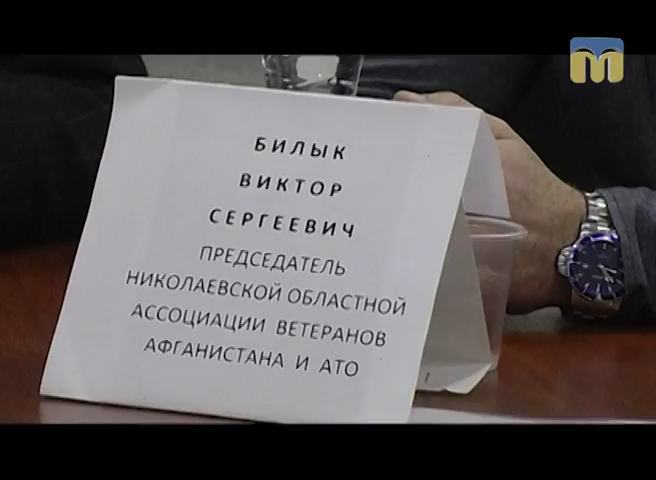 БИЛЫК
ВИКТОР
СЕРГЕЕВИЧ
ПРЕДСЕДАТЕЛЬ
НИКОЛАЕВСКОЙ ОБЛАСТНОЙ
АССОЦИАЦИИ ВЕТЕРАНОВ
АФГАНИСТАНА И АТО